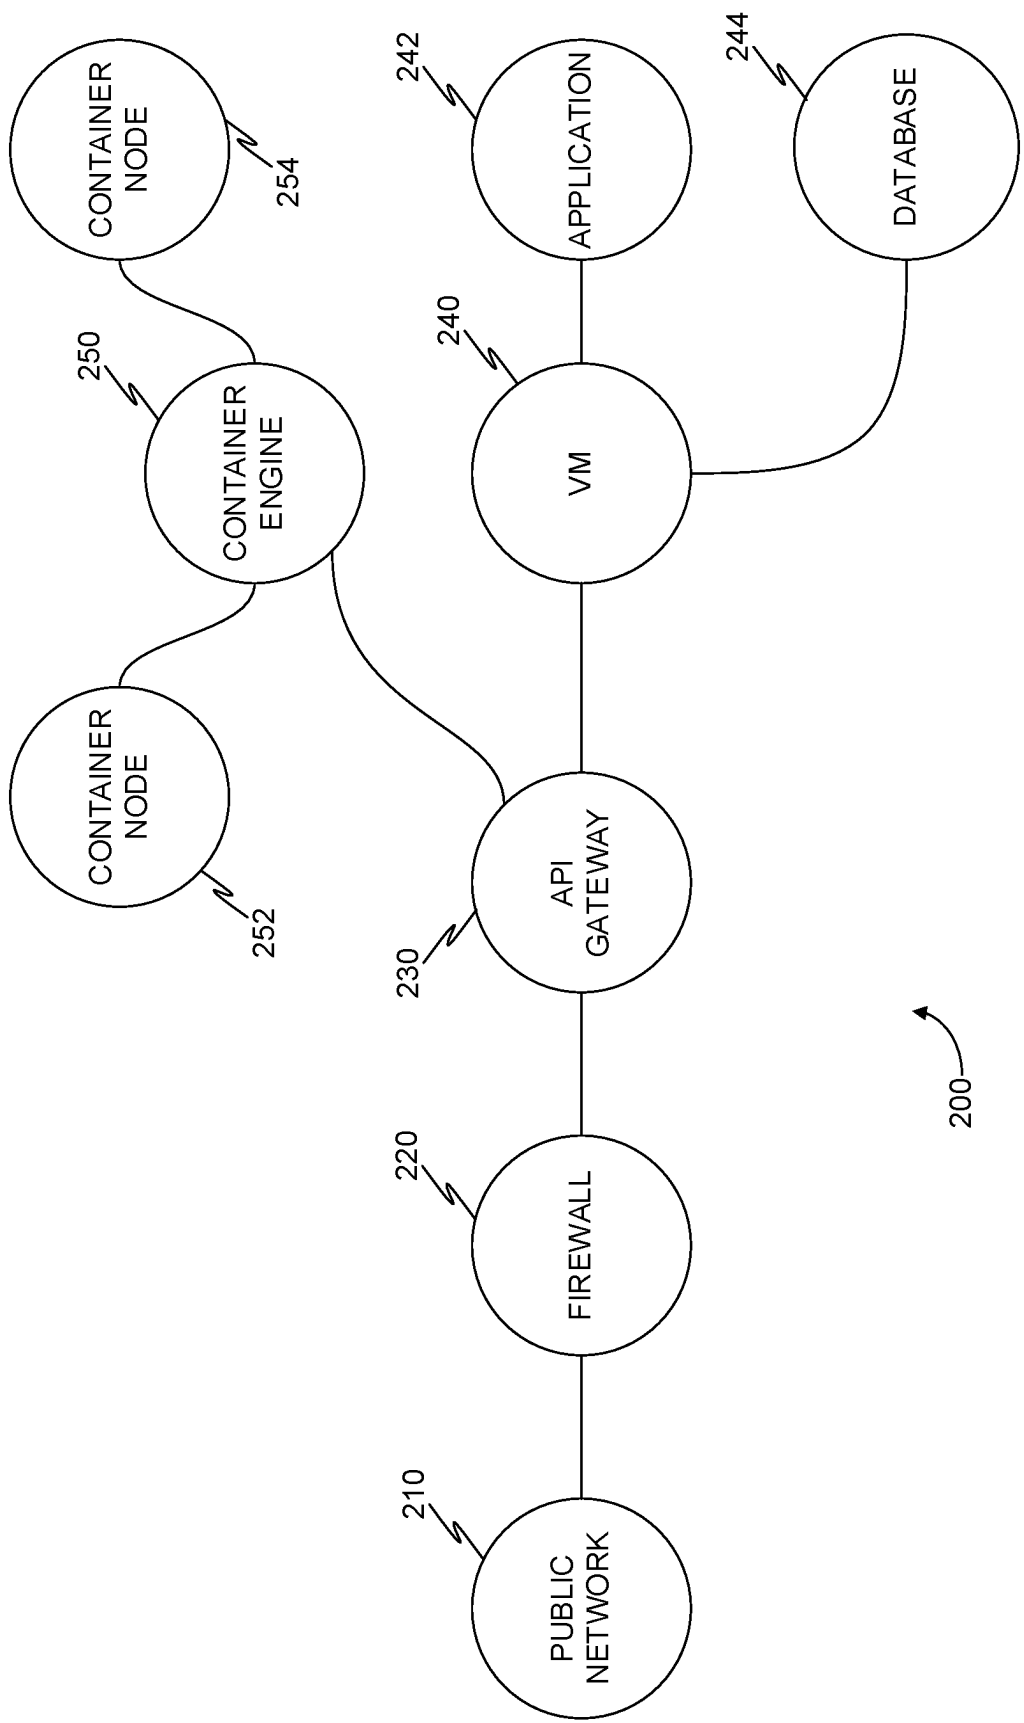 200
210
PUBLIC
NETWORK
220
FIREWALL
230
API
GATEWAY
252
CONTAINER
NODE
250
CONTAINER
ENGINE
254
CONTAINER
NODE
240
VM
242
APPLICATION
244
DATABASE